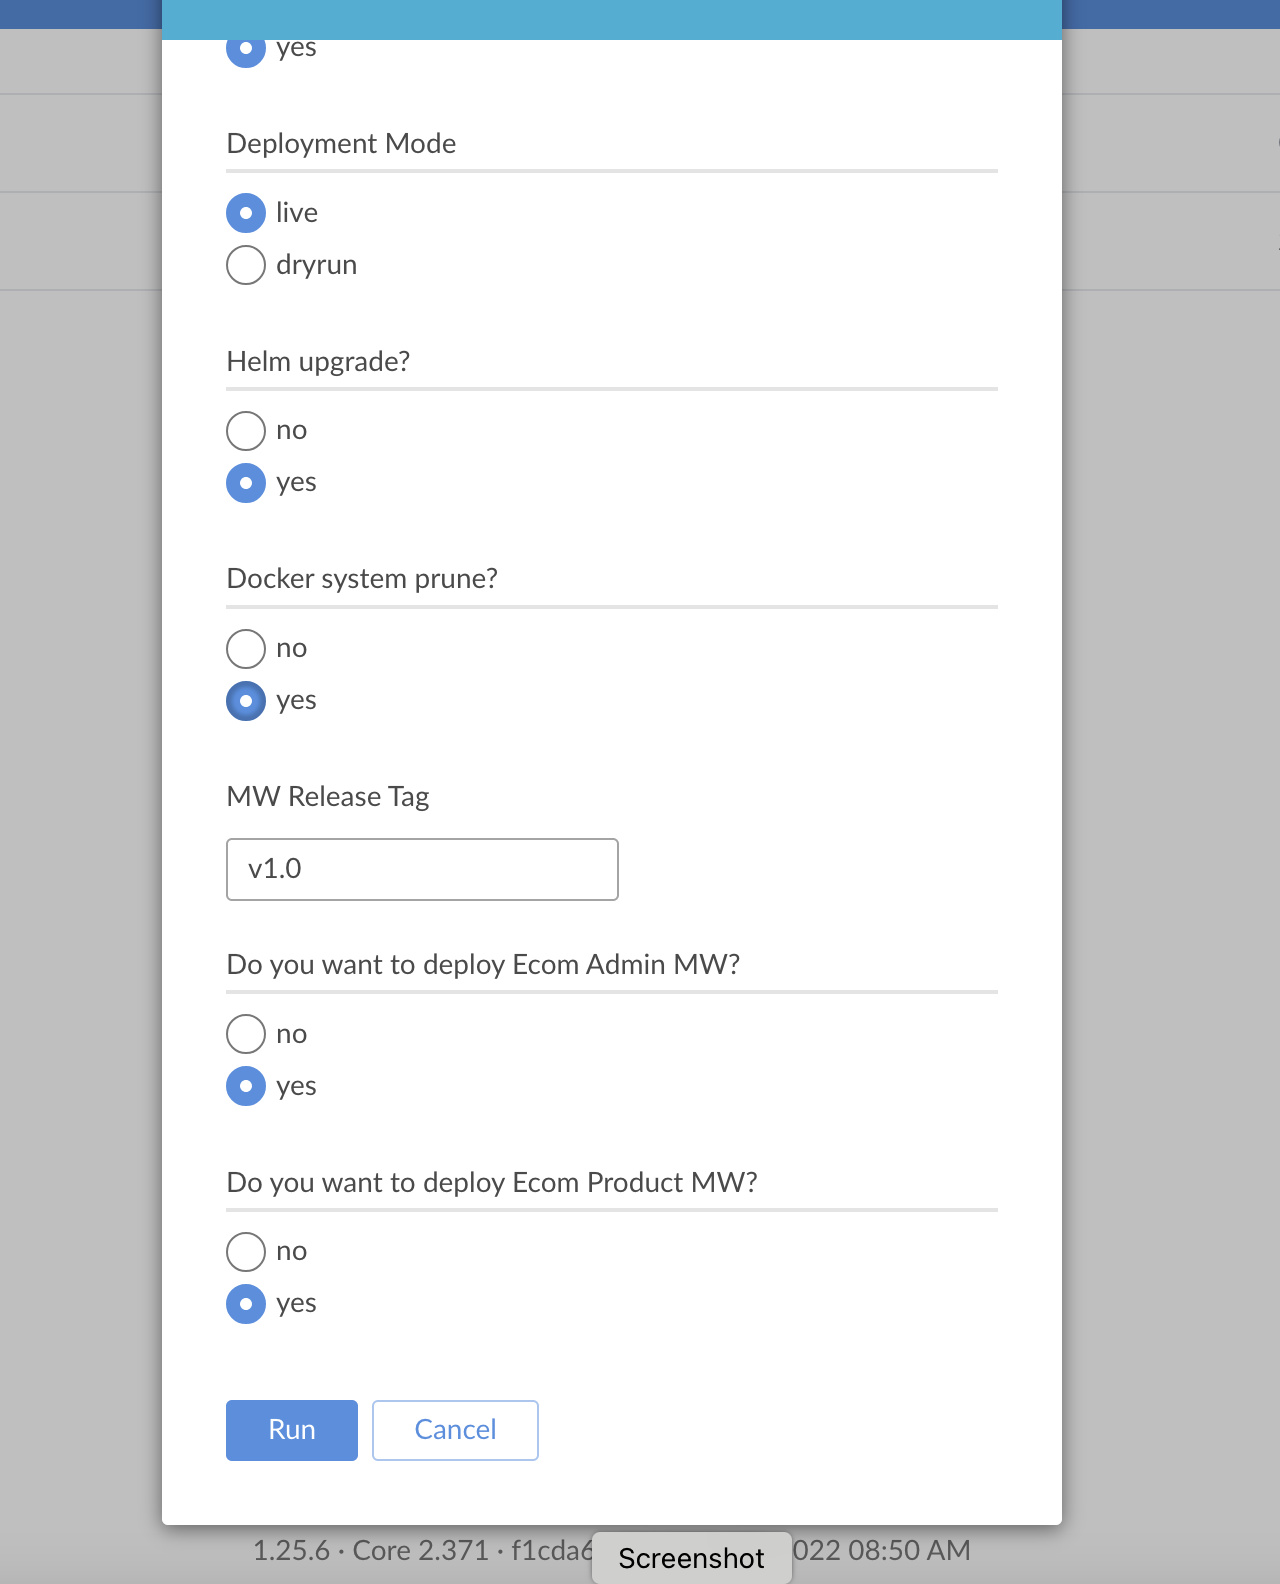 yes
Deployment Mode
live
dryrun
Helm upgrade?
no
yes
Docker system prune?
no
yes
MW Release Tag
v1.0
Do you want to deploy Ecom Admin MW?
no
yes
Do you want to deploy Ecom Product MW?
no
yes
Run Cancel
1.25.6 · Core 2.371 · f1cda6 Screenshot 022 08:50 AM